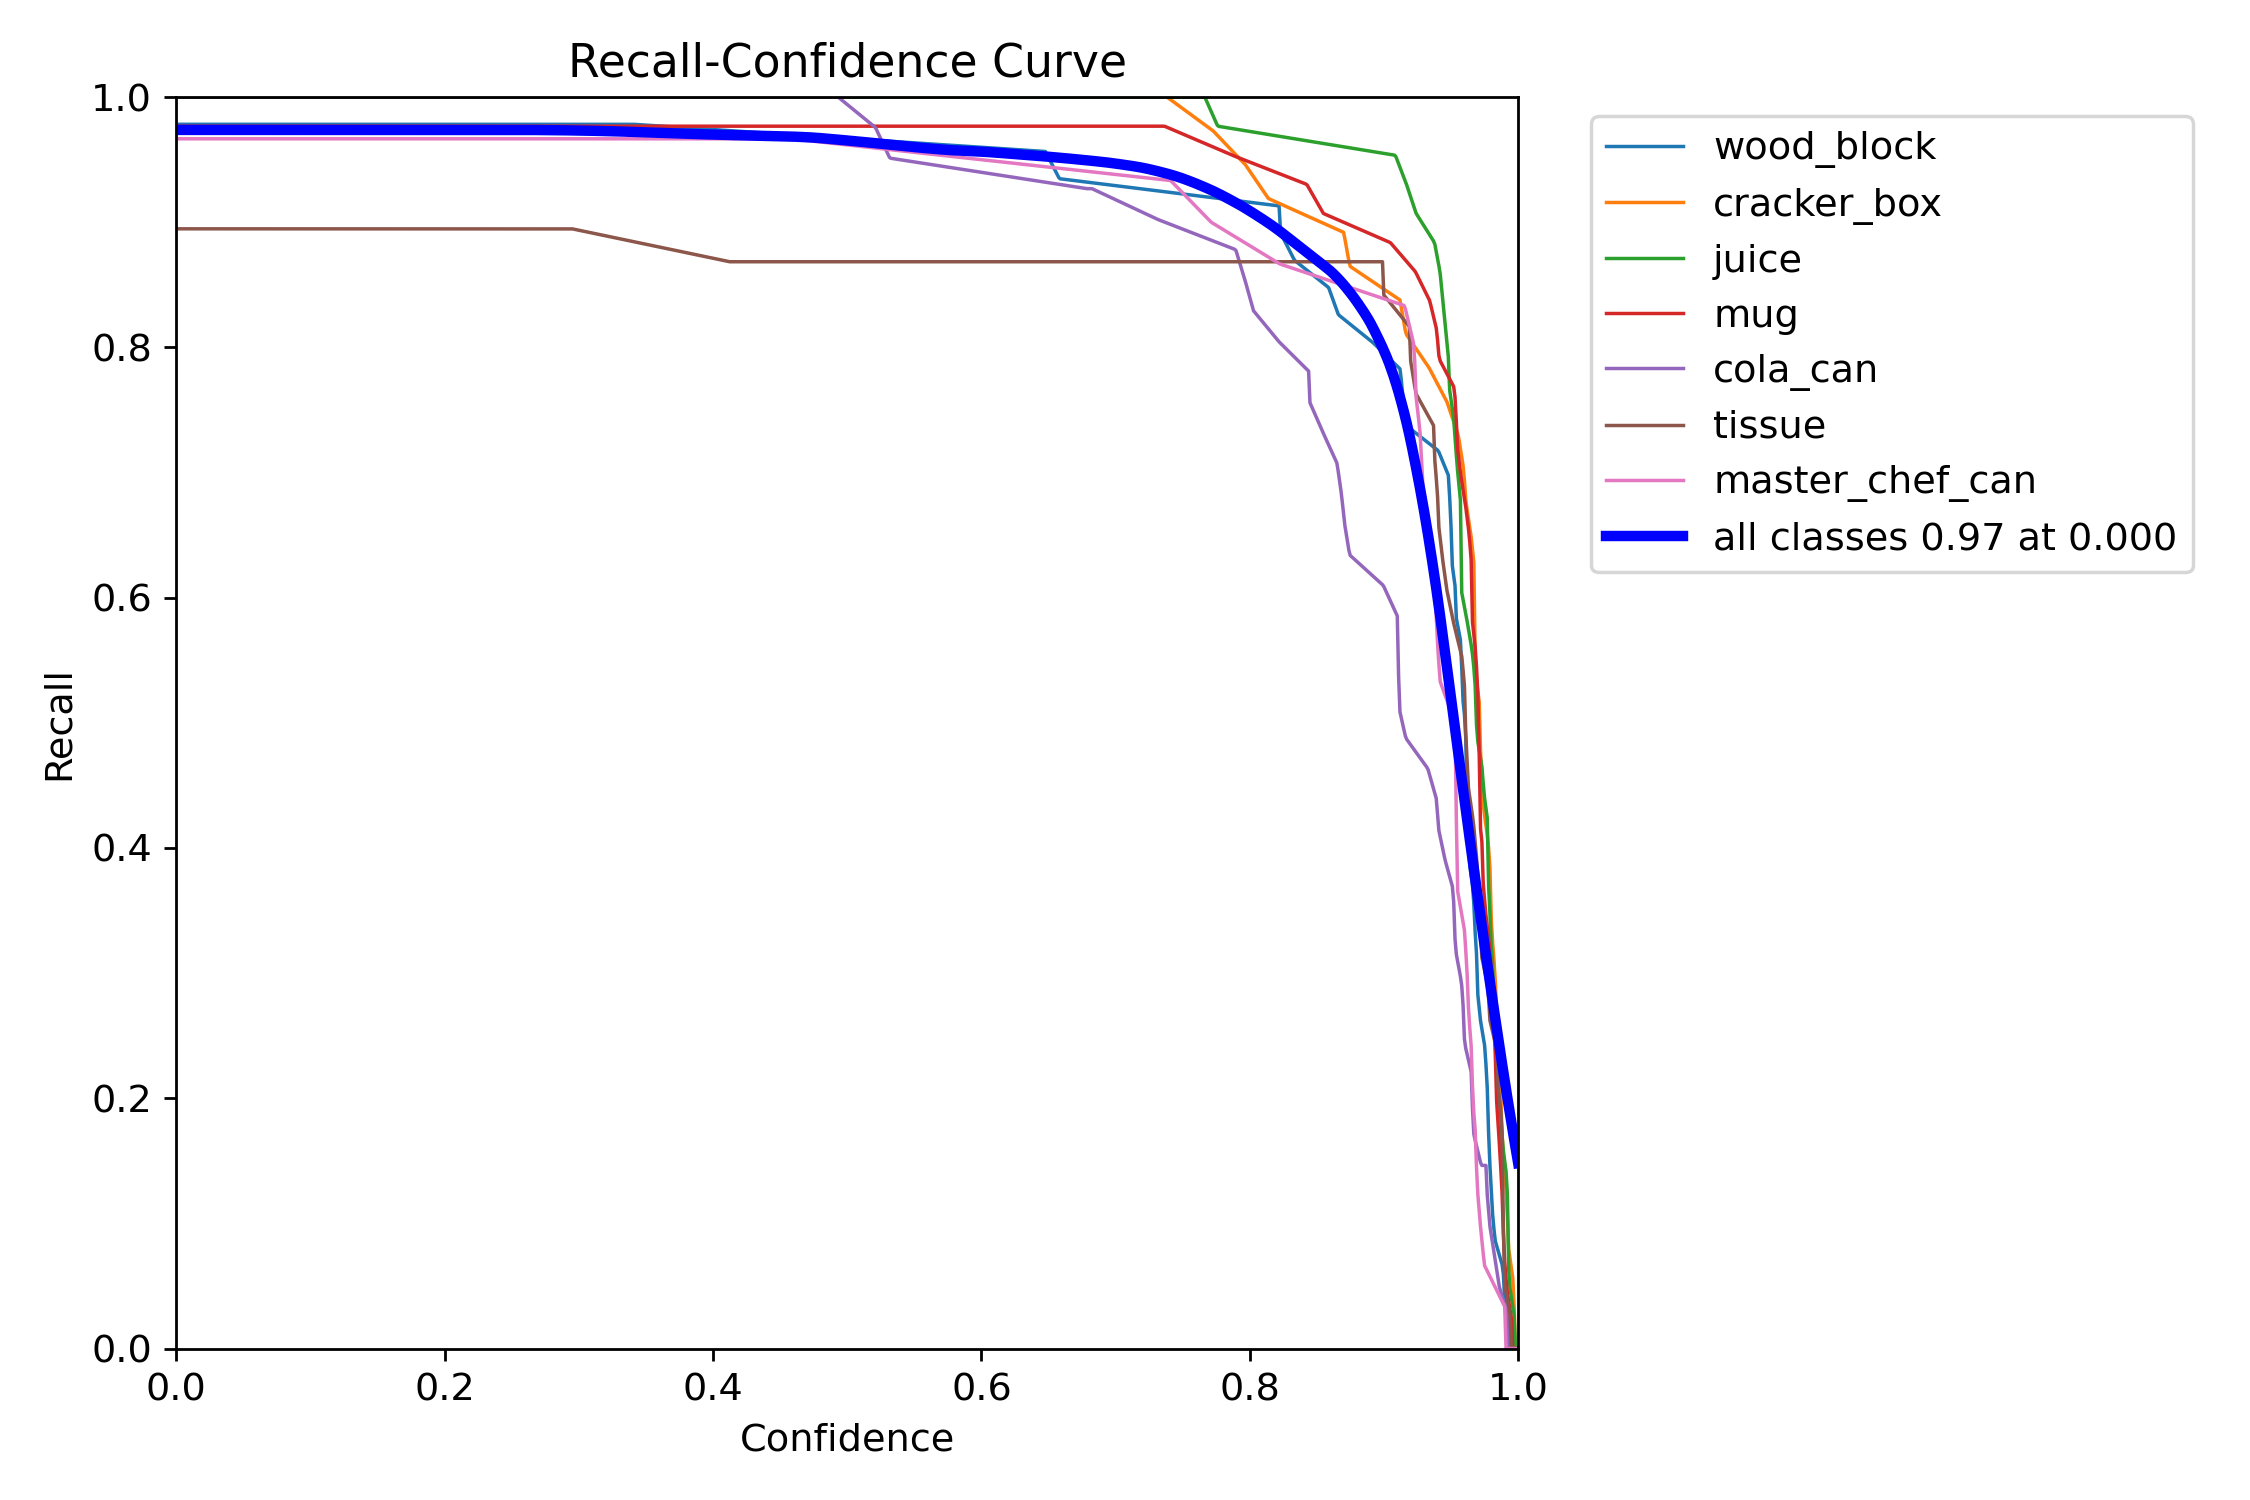 Recall-Confidence Curve
1.0
0.8
0.6
0.4
0.2
0.0
Recall
0.0 0.2 0.4 0.6 0.8 1.0
Confidence
wood_block
cracker_box
juice
mug
cola_can
tissue
master_chef_can
all classes 0.97 at 0.000